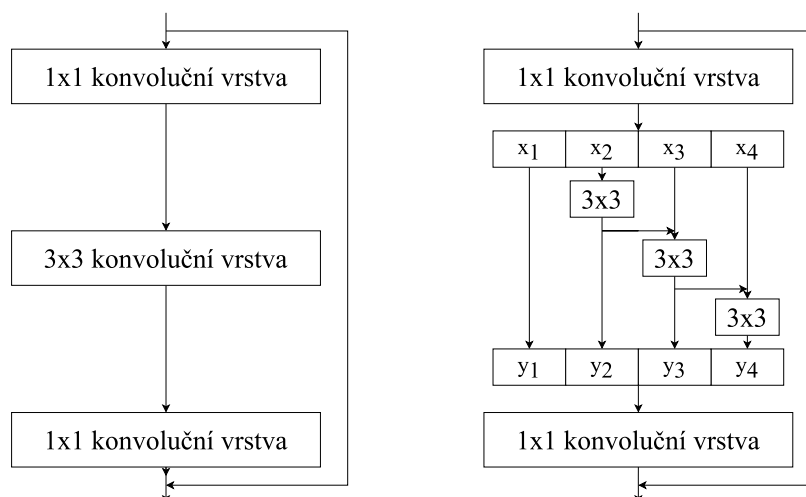 1x1 konvoluční vrstva
3x3 konvoluční vrstva
1x1 konvoluční vrstva
1x1 konvoluční vrstva
x1 x2 x3 x4
3x3
3x3
3x3
y1 y2 y3 y4
1x1 konvoluční vrstva